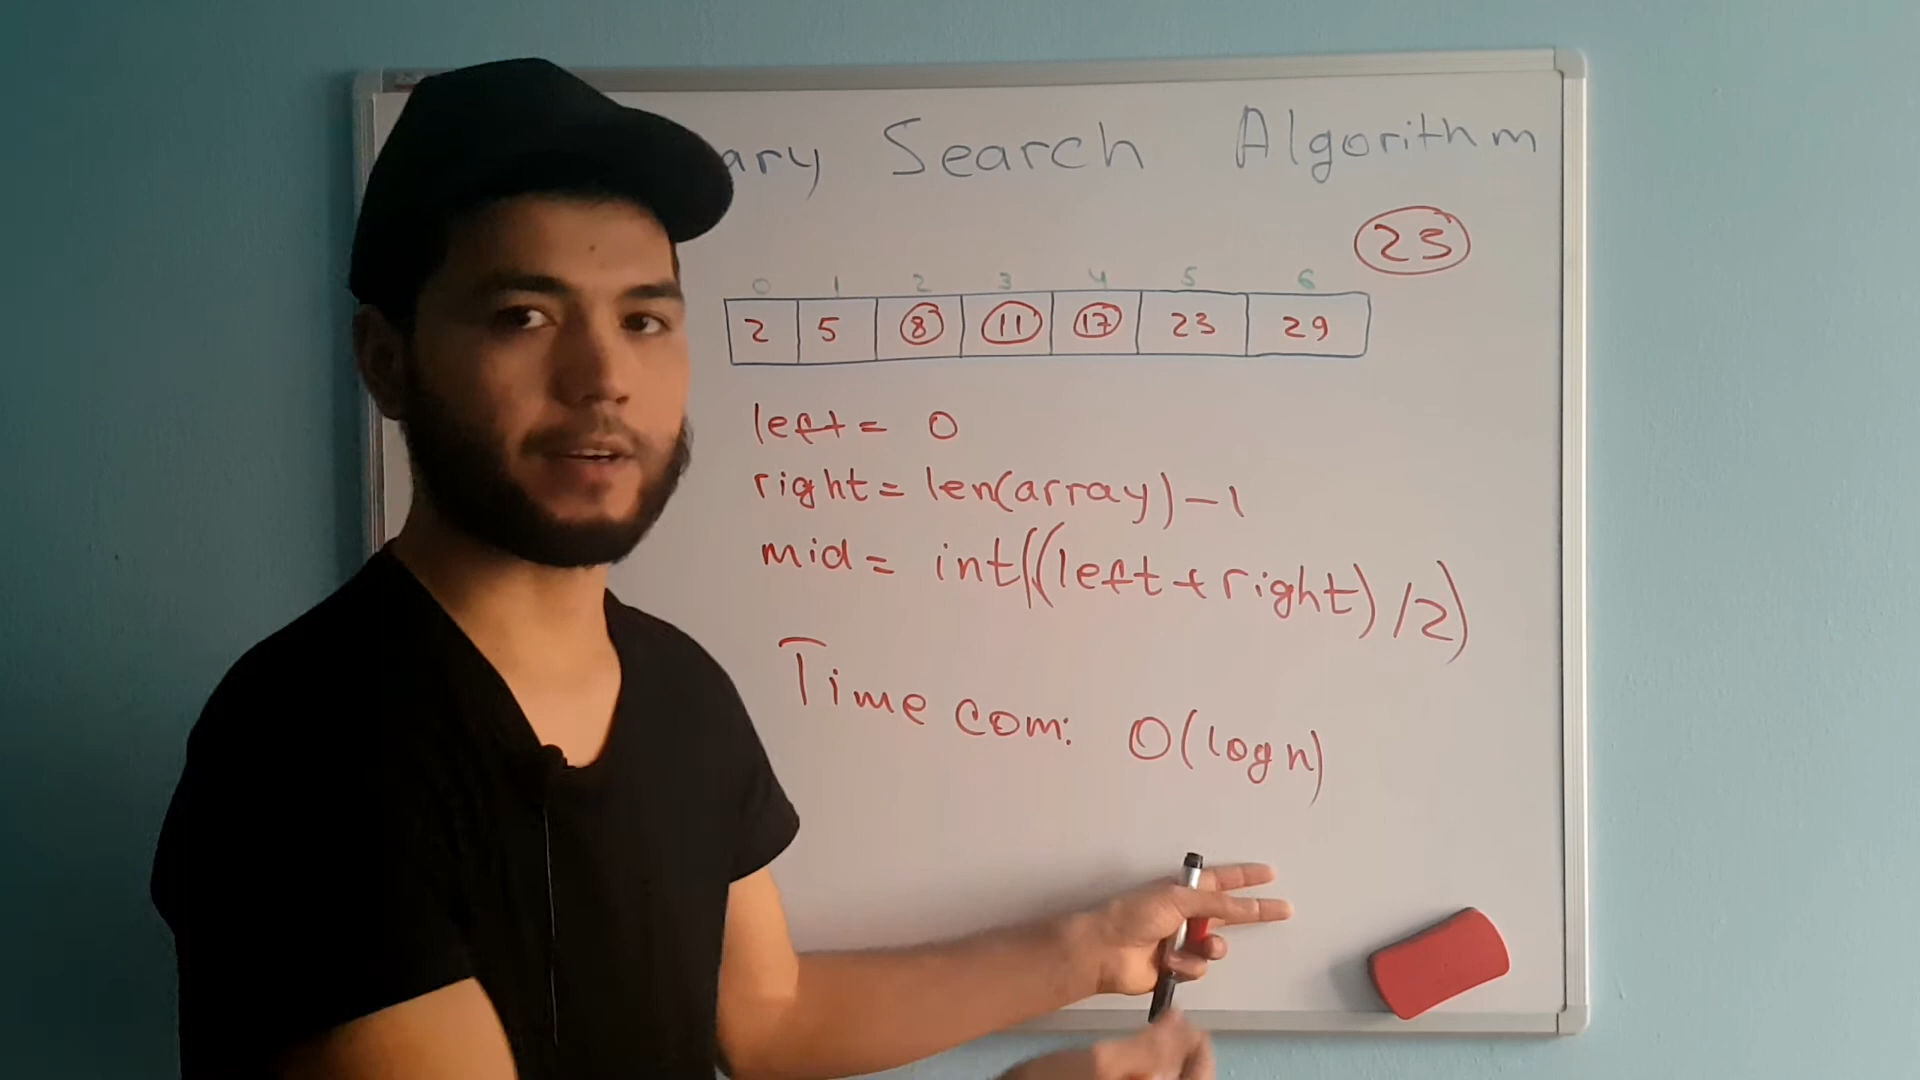 ary Search Algorithm
23
0 1 2 3 4 5 6
2 5 8 11 17 23 29
left = 0
right = len(array) - 1
mid = int((left + right) / 2)
Time com: O(log n)